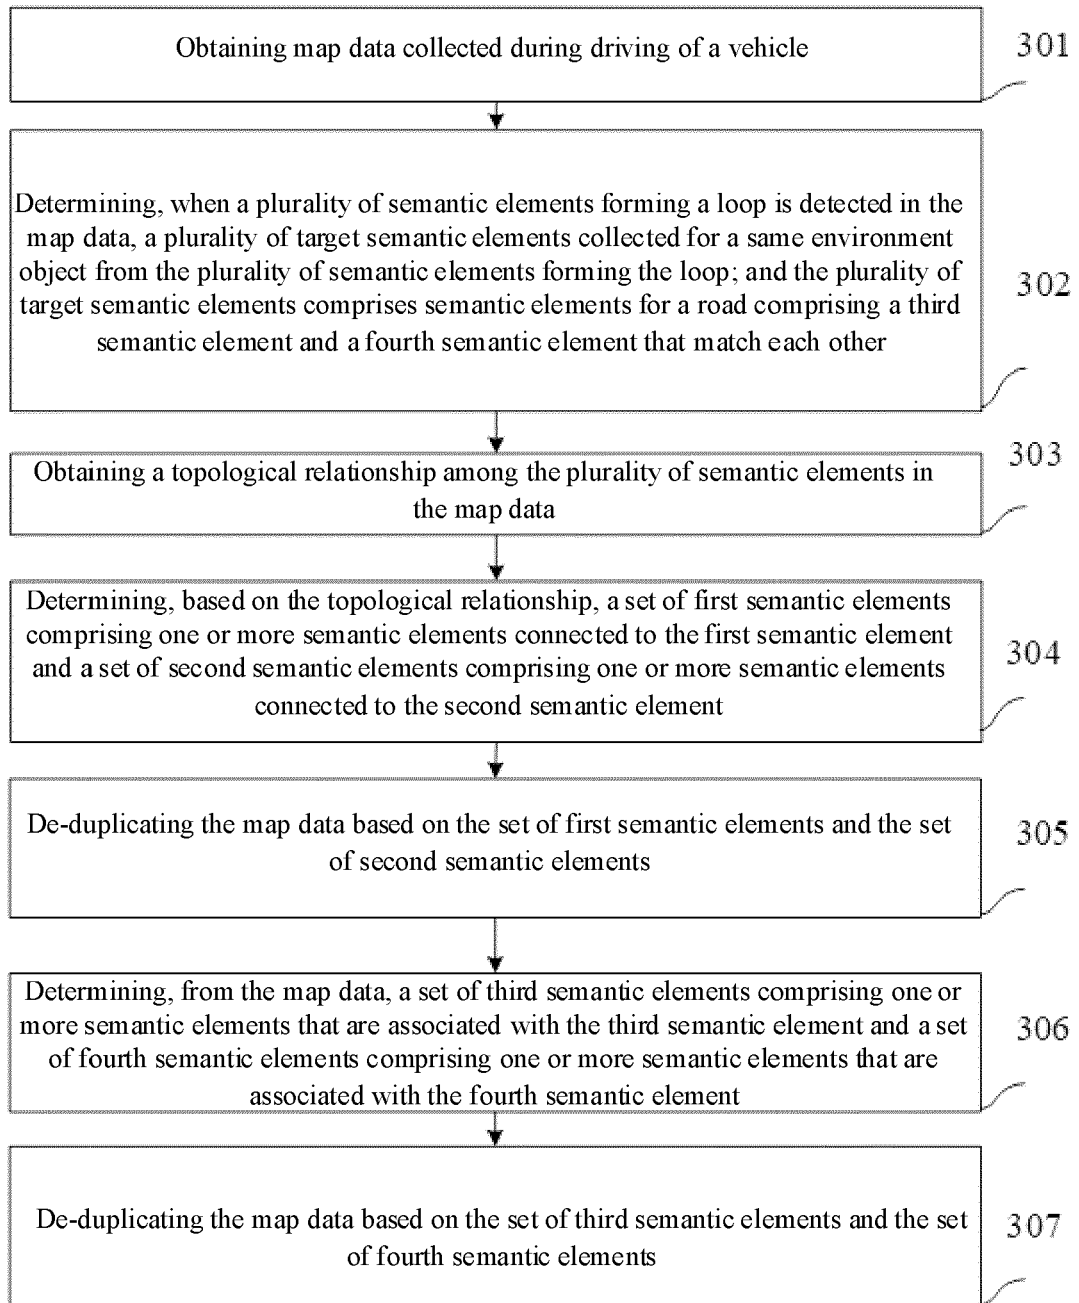 Obtaining map data collected during driving of a vehicle
301
Determining, when a plurality of semantic elements forming a loop is detected in the
map data, a plurality of target semantic elements collected for a same environment
object from the plurality of semantic elements forming the loop; and the plurality of
target semantic elements comprises semantic elements for a road comprising a third
semantic element and a fourth semantic element that match each other
302
Obtaining a topological relationship among the plurality of semantic elements in
the map data
303
Determining, based on the topological relationship, a set of first semantic elements
comprising one or more semantic elements connected to the first semantic element
and a set of second semantic elements comprising one or more semantic elements
connected to the second semantic element
304
De-duplicating the map data based on the set of first semantic elements and the set
of second semantic elements
305
Determining, from the map data, a set of third semantic elements comprising one or
more semantic elements that are associated with the third semantic element and a set
of fourth semantic elements comprising one or more semantic elements that are
associated with the fourth semantic element
306
De-duplicating the map data based on the set of third semantic elements and the set
of fourth semantic elements
307